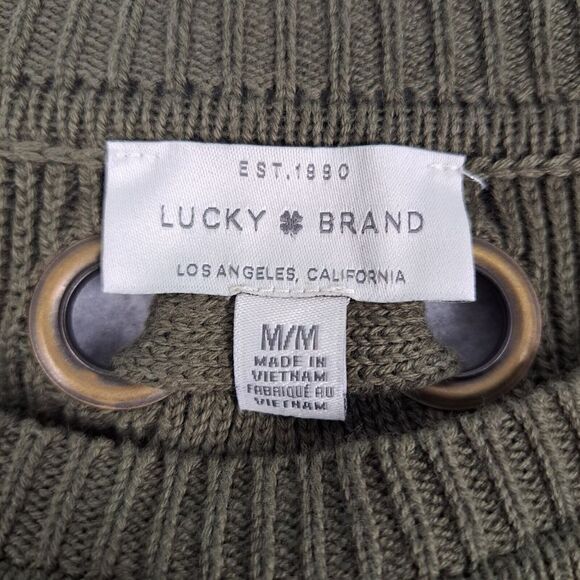 EST. 1990
LUCKY BRAND
LOS ANGELES, CALIFORNIA
M/M
MADE IN
VIETNAM
FABRIQUÉ AU
VIETNAM